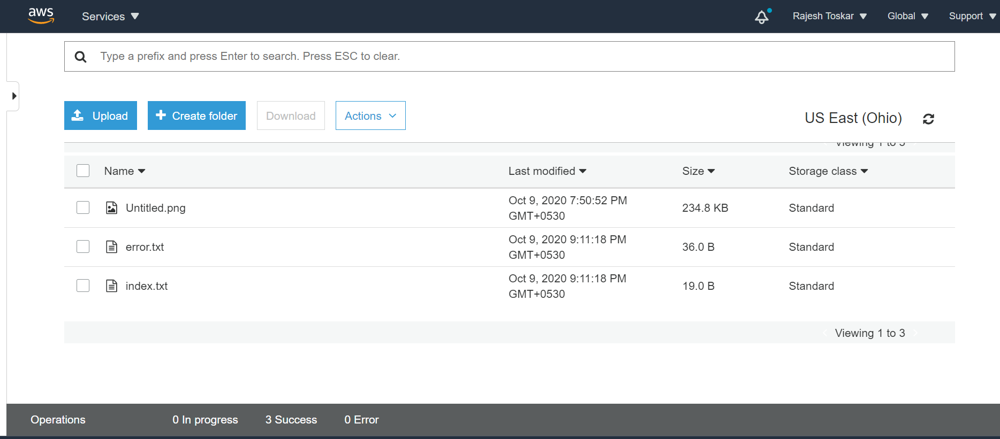 aws Services Rajesh Toskar Global Support
Type a prefix and press Enter to search. Press ESC to clear.
Upload Create folder Download Actions US East (Ohio)
Viewing 1 to 3
Name Last modified Size Storage class
Untitled.png Oct 9, 2020 7:50:52 PM GMT+0530 234.8 KB Standard
error.txt Oct 9, 2020 9:11:18 PM GMT+0530 36.0 B Standard
index.txt Oct 9, 2020 9:11:18 PM GMT+0530 19.0 B Standard
Viewing 1 to 3
Operations 0 In progress 3 Success 0 Error